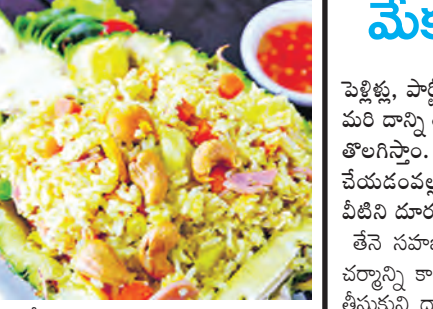 మేక
పెళ్లిళ్లు, పార్టీ
మరి దాన్ని
తొలగిస్తాం.
చేయడంవల్ల
వీటిని దూర
తేనె సహజ
చర్మాన్ని కా
తీసుకుని దా